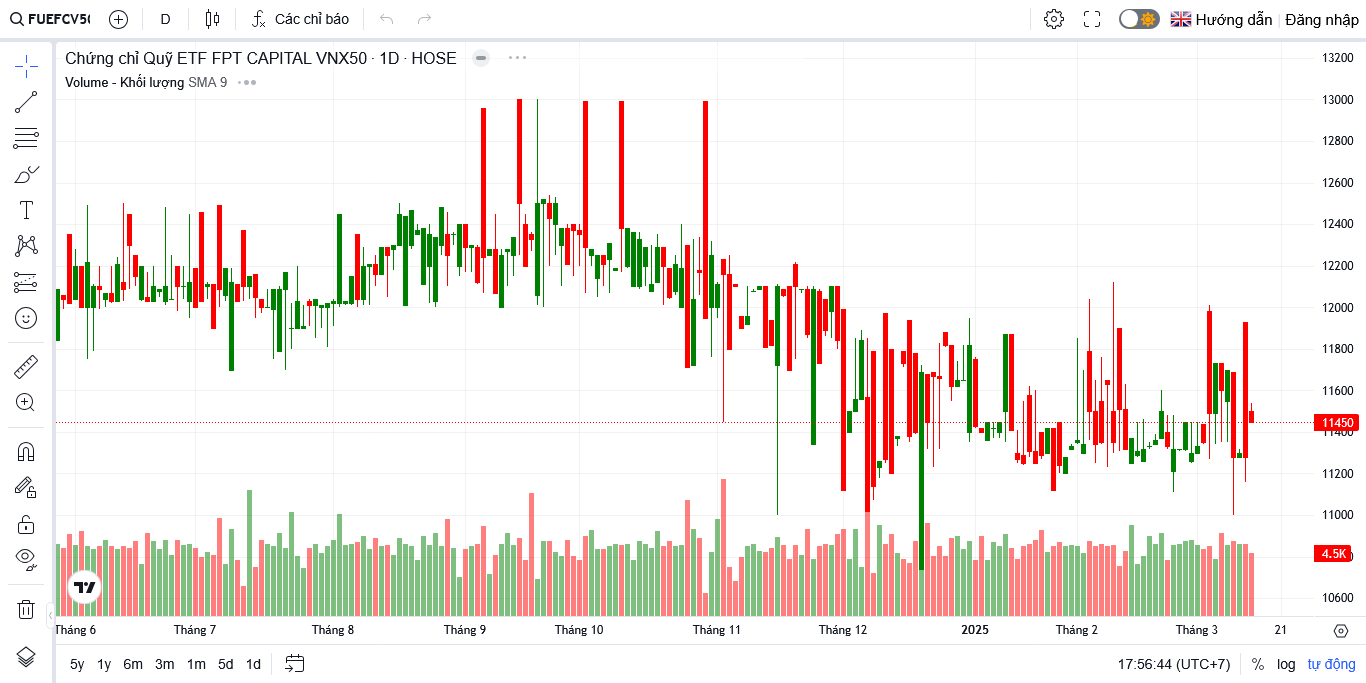 FUEFCV50 D Các chỉ báo Hướng dẫn Đăng nhập
Chứng chỉ Quỹ ETF FPT CAPITAL VNX50 · 1D · HOSE
Volume - Khối lượng SMA 9
13200
13000
12800
12600
12400
12200
12000
11800
11600
11450
11400
11200
11000
4.5K
10600
Tháng 6 Tháng 7 Tháng 8 Tháng 9 Tháng 10 Tháng 11 Tháng 12 2025 Tháng 2 Tháng 3 21
5y 1y 6m 3m 1m 5d 1d 17:56:44 (UTC+7) % log tự động